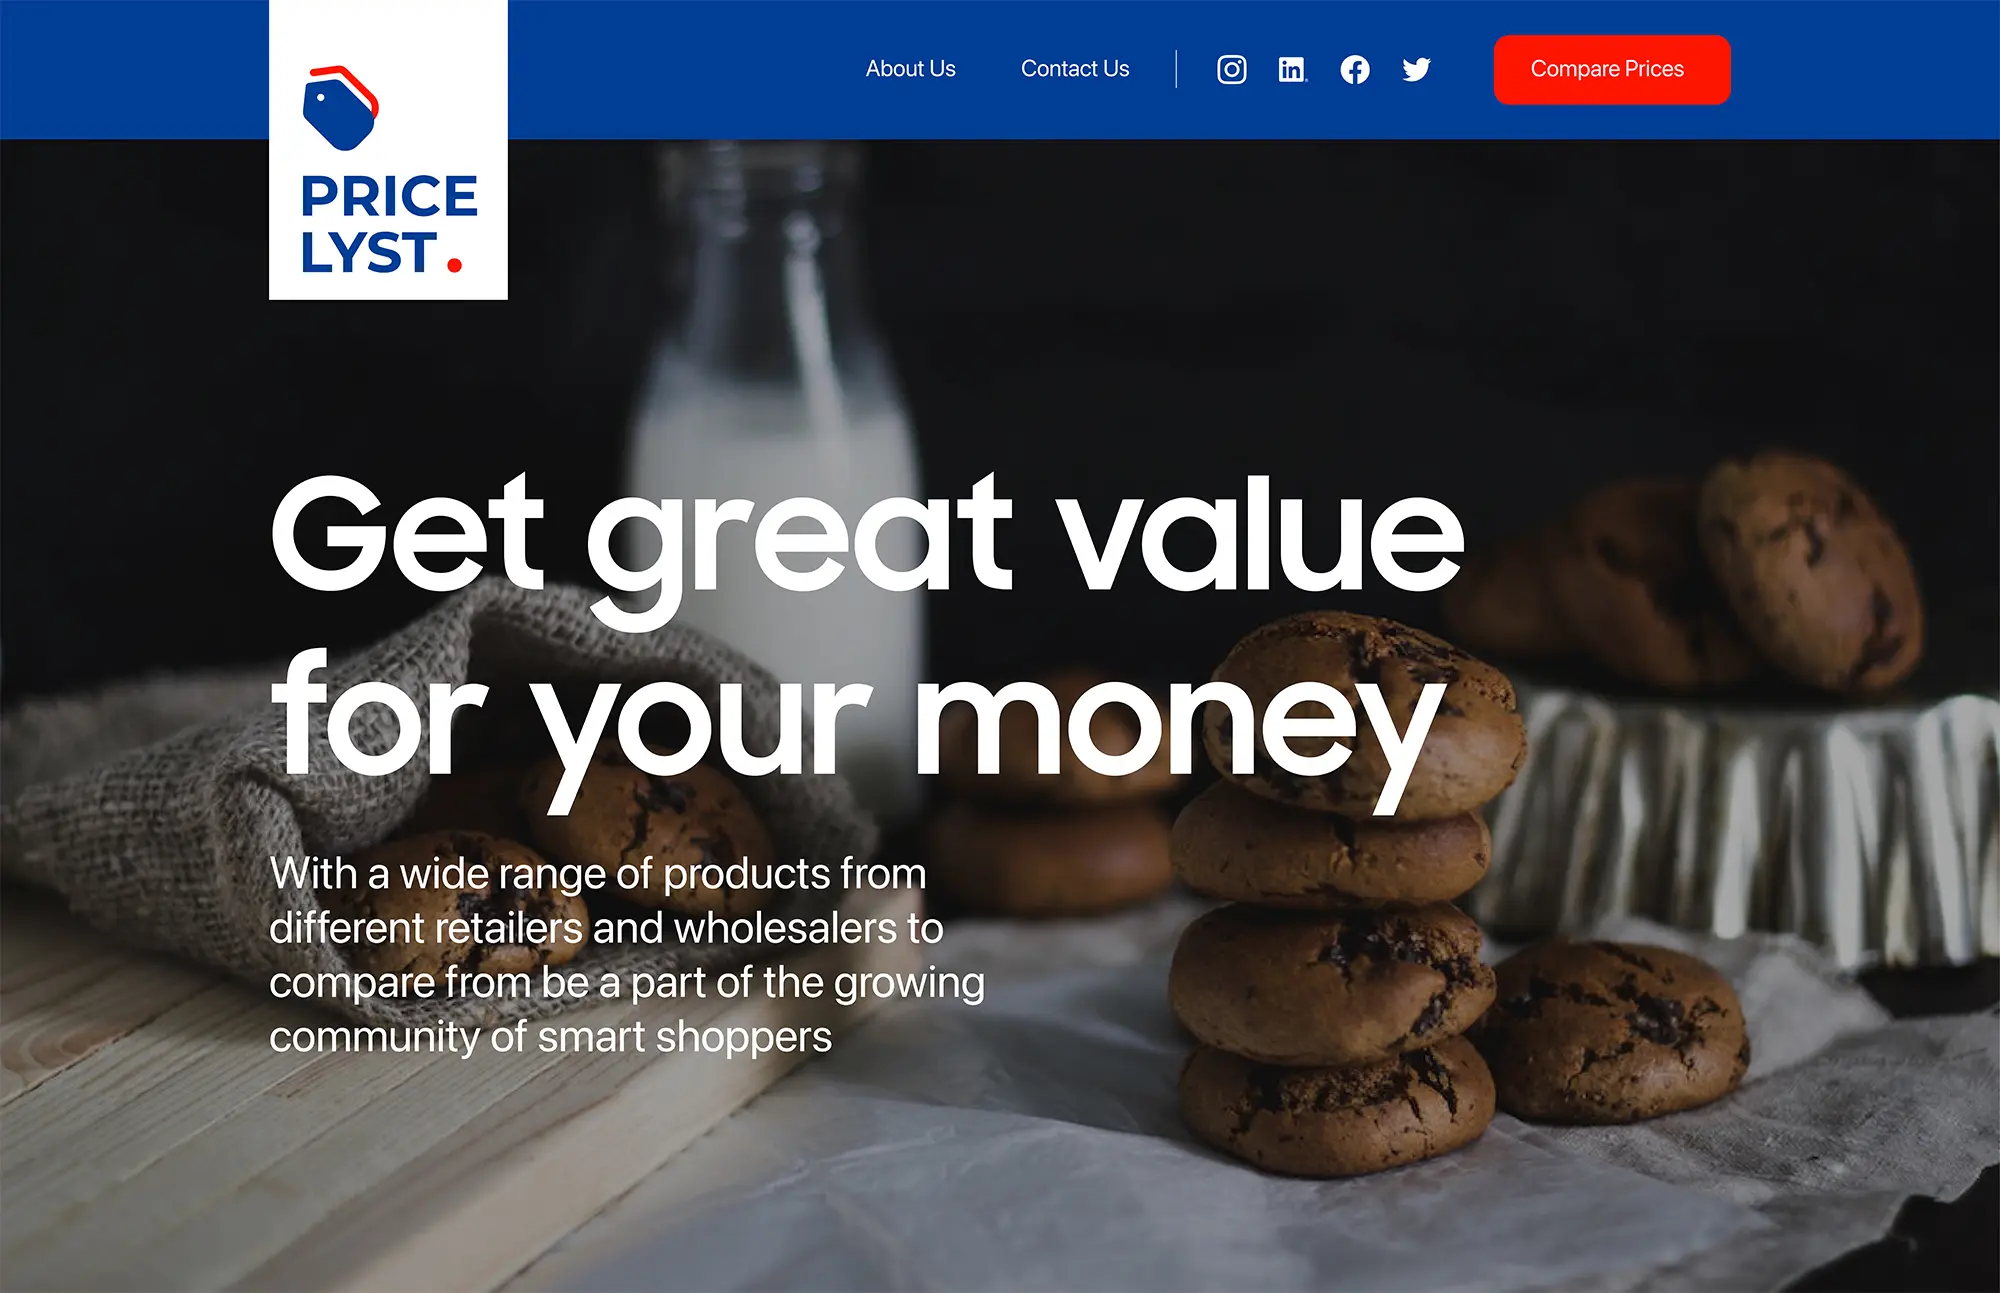 About Us
Contact Us
Compare Prices
PRICE
LYST.
Get great value
for your money
With a wide range of products from
different retailers and wholesalers to
compare from be a part of the growing
community of smart shoppers